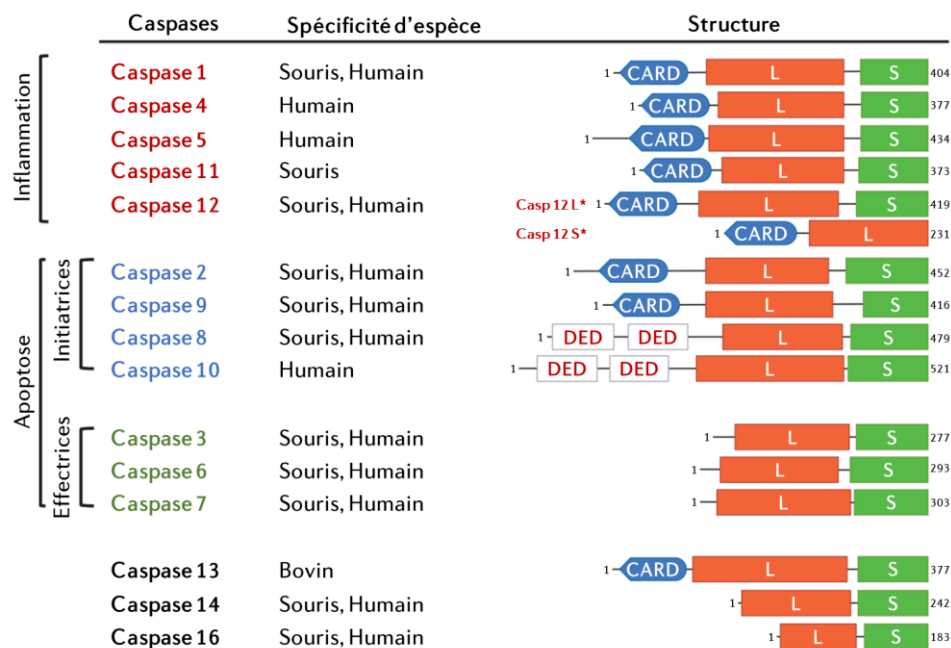 Caspases Spécificité d'espèce Structure
Inflammation
Caspase 1 Souris, Humain 1 CARD L S 404
Caspase 4 Humain 1 CARD L S 377
Caspase 5 Humain 1 CARD L S 434
Caspase 11 Souris 1 CARD L S 373
Caspase 12 Souris, Humain Casp 12 L* 1 CARD L S 419
Casp 12 S* 1 CARD L 231
Apoptose
Initiatrices
Caspase 2 Souris, Humain 1 CARD L S 452
Caspase 9 Souris, Humain 1 CARD L S 416
Caspase 8 Souris, Humain 1 DED DED L S 479
Caspase 10 Humain 1 DED DED L S 521
Effectrices
Caspase 3 Souris, Humain 1 L S 277
Caspase 6 Souris, Humain 1 L S 293
Caspase 7 Souris, Humain 1 L S 303
Caspase 13 Bovin 1 CARD L S 377
Caspase 14 Souris, Humain 1 L S 242
Caspase 16 Souris, Humain 1 L S 183